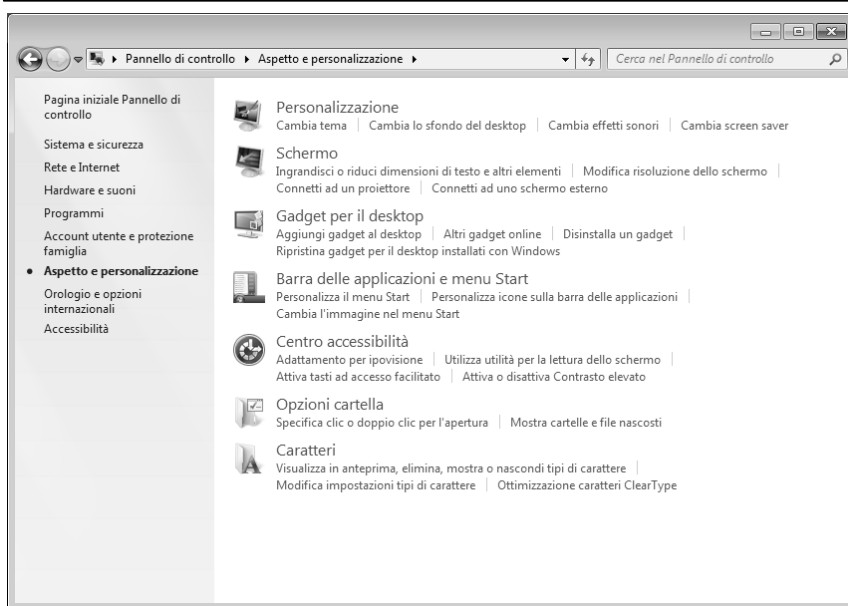 Pannello di controllo Aspetto e personalizzazione Cerca nel Pannello di controllo
Pagina iniziale Pannello di
controllo
Sistema e sicurezza
Rete e Internet
Hardware e suoni
Programmi
Account utente e protezione
famiglia
Aspetto e personalizzazione
Orologio e opzioni
internazionali
Accessibilità
Personalizzazione
Cambia tema Cambia lo sfondo del desktop Cambia effetti sonori Cambia screen saver
Schermo
Ingrandisci o riduci dimensioni di testo e altri elementi Modifica risoluzione dello schermo
Connetti ad un proiettore Connetti ad uno schermo esterno
Gadget per il desktop
Aggiungi gadget al desktop Altri gadget online Disinstalla un gadget
Ripristina gadget per il desktop installati con Windows
Barra delle applicazioni e menu Start
Personalizza il menu Start Personalizza icone sulla barra delle applicazioni
Cambia l'immagine nel menu Start
Centro accessibilità
Adattamento per ipovisione Utilizza utilità per la lettura dello schermo
Attiva tasti ad accesso facilitato Attiva o disattiva Contrasto elevato
Opzioni cartella
Specifica clic o doppio clic per l'apertura Mostra cartelle e file nascosti
Caratteri
Visualizza in anteprima, elimina, mostra o nascondi tipi di carattere
Modifica impostazioni tipi di carattere Ottimizzazione caratteri ClearType